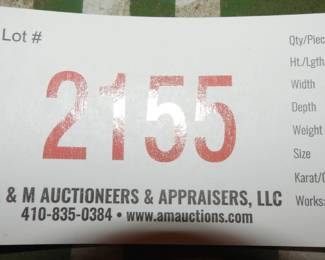 Lot #
2155
& M AUCTIONEERS & APPRAISERS, LLC
410-835-0384 • www.amauctions.com
Qty/Piec
Ht./Lgth
Width
Depth
Weight
Size
Karat/
Works